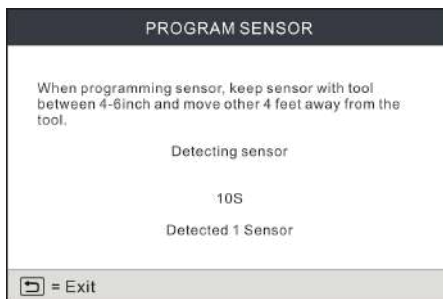 PROGRAM SENSOR
When programming sensor, keep sensor with tool
between 4-6inch and move other 4 feet away from the
tool.
Detecting sensor
10S
Detected 1 Sensor
= Exit